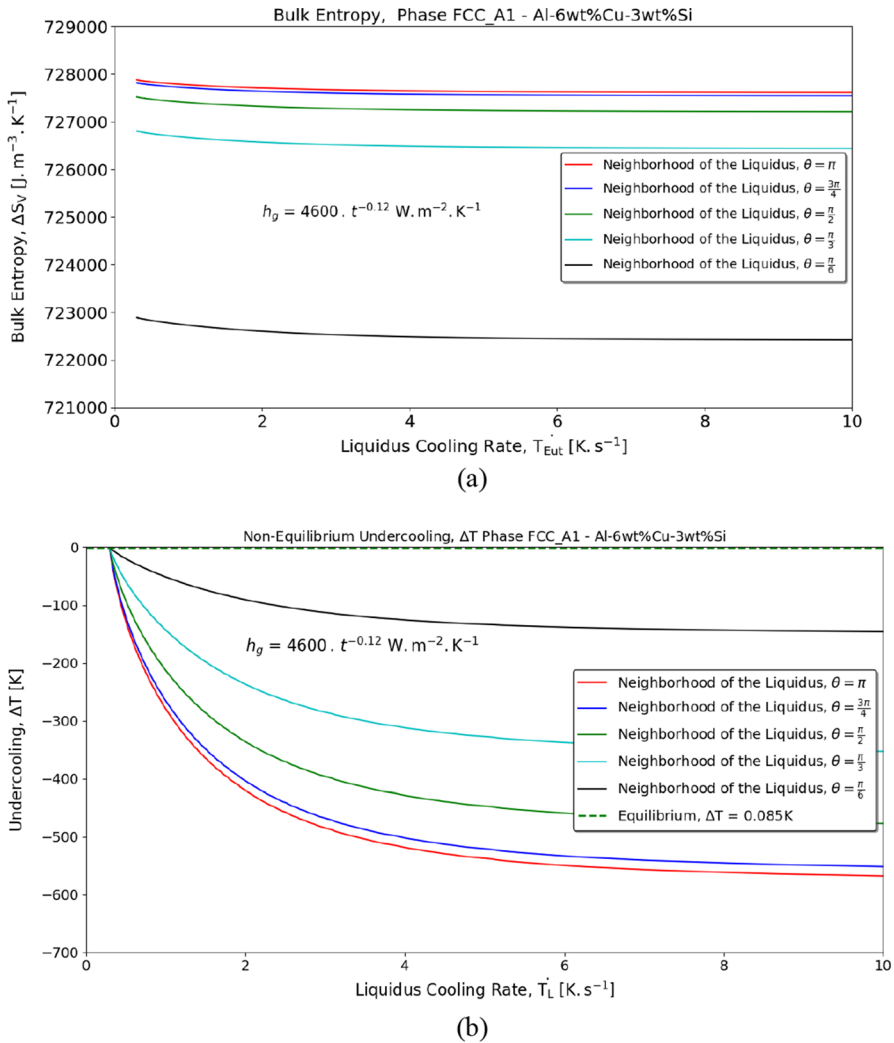 Bulk Entropy, Phase FCC_A1 - Al-6wt%Cu-3wt%Si
729000
728000
727000
726000
725000
724000
723000
722000
721000
Bulk Entropy, ΔS_V [J. m⁻³. K⁻¹]
h_g = 4600 . t^−0.12 W.m⁻².K⁻¹
Neighborhood of the Liquidus, θ = π
Neighborhood of the Liquidus, θ = 3π/4
Neighborhood of the Liquidus, θ = π/2
Neighborhood of the Liquidus, θ = π/3
Neighborhood of the Liquidus, θ = π/6
0 2 4 6 8 10
Liquidus Cooling Rate, Ṫ_Eut [K. s⁻¹]
(a)
Non-Equilibrium Undercooling, ΔT Phase FCC_A1 - Al-6wt%Cu-3wt%Si
0
−100
−200
−300
−400
−500
−600
−700
Undercooling, ΔT [K]
h_g = 4600 . t^−0.12 W.m⁻².K⁻¹
Neighborhood of the Liquidus, θ = π
Neighborhood of the Liquidus, θ = 3π/4
Neighborhood of the Liquidus, θ = π/2
Neighborhood of the Liquidus, θ = π/3
Neighborhood of the Liquidus, θ = π/6
Equilibrium, ΔT = 0.085K
0 2 4 6 8 10
Liquidus Cooling Rate, Ṫ_L [K. s⁻¹]
(b)